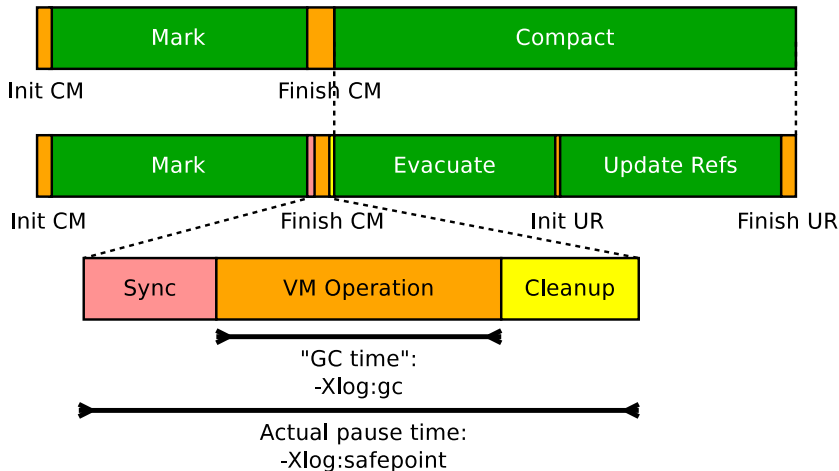 Mark Compact
Init CM Finish CM
Mark Evacuate Update Refs
Init CM Finish CM Init UR Finish UR
Sync VM Operation Cleanup
"GC time":
-Xlog:gc
Actual pause time:
-Xlog:safepoint